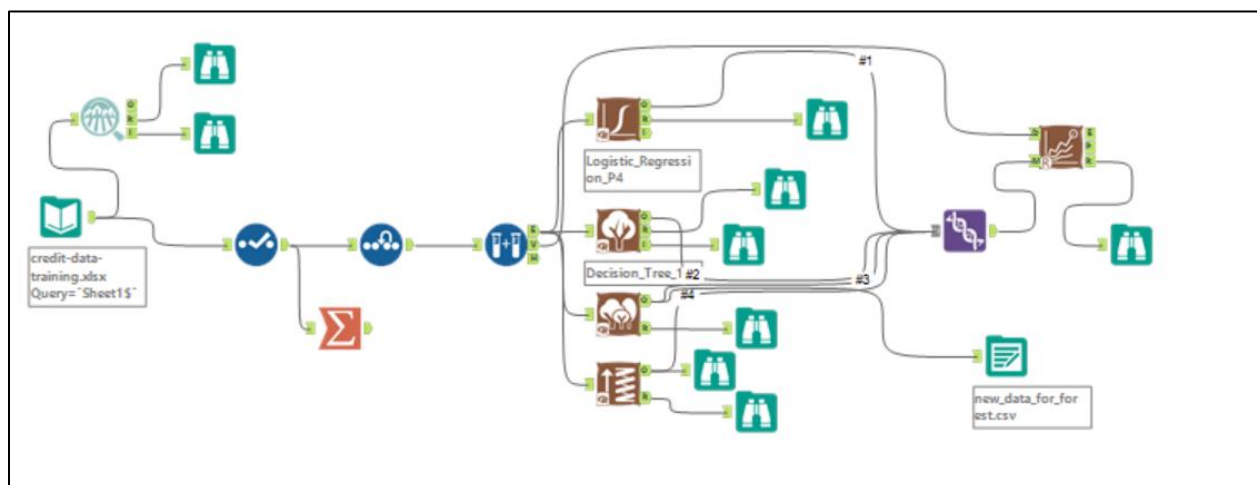 #1
Logistic_Regressi
on_P4
credit-data-
training.xlsx
Query=`Sheet1$`
Decision_Tree_1
#2
#3
#4
new_data_for_for
est.csv